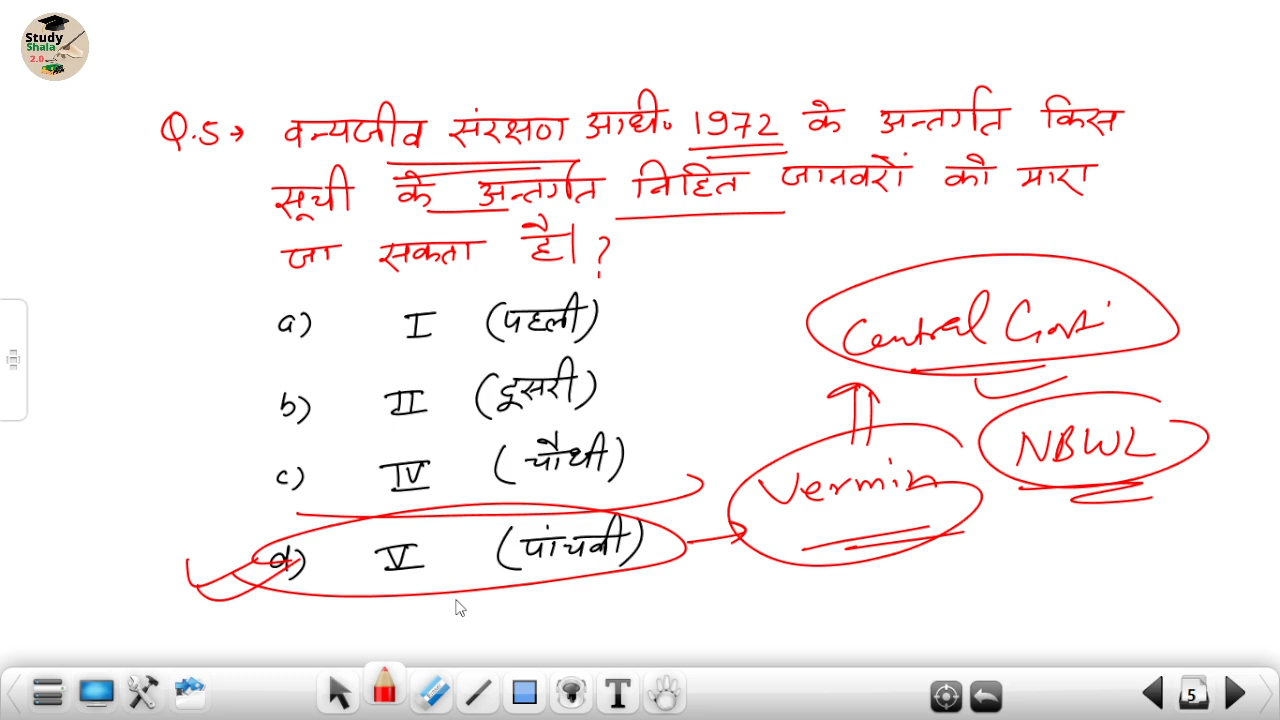 Study
Shala
2.0
Q.5→ वन्यजीव संरक्षण अधि. 1972 के अन्तर्गत किस
सूची के अन्तर्गत निहित जानवरों को मारा
जा सकता है। ?
a) I (पहली)
b) II (दूसरी)
c) IV (चौथी)
d) V (पांचवी)
Central Govt.
NBWL
Vermin
5